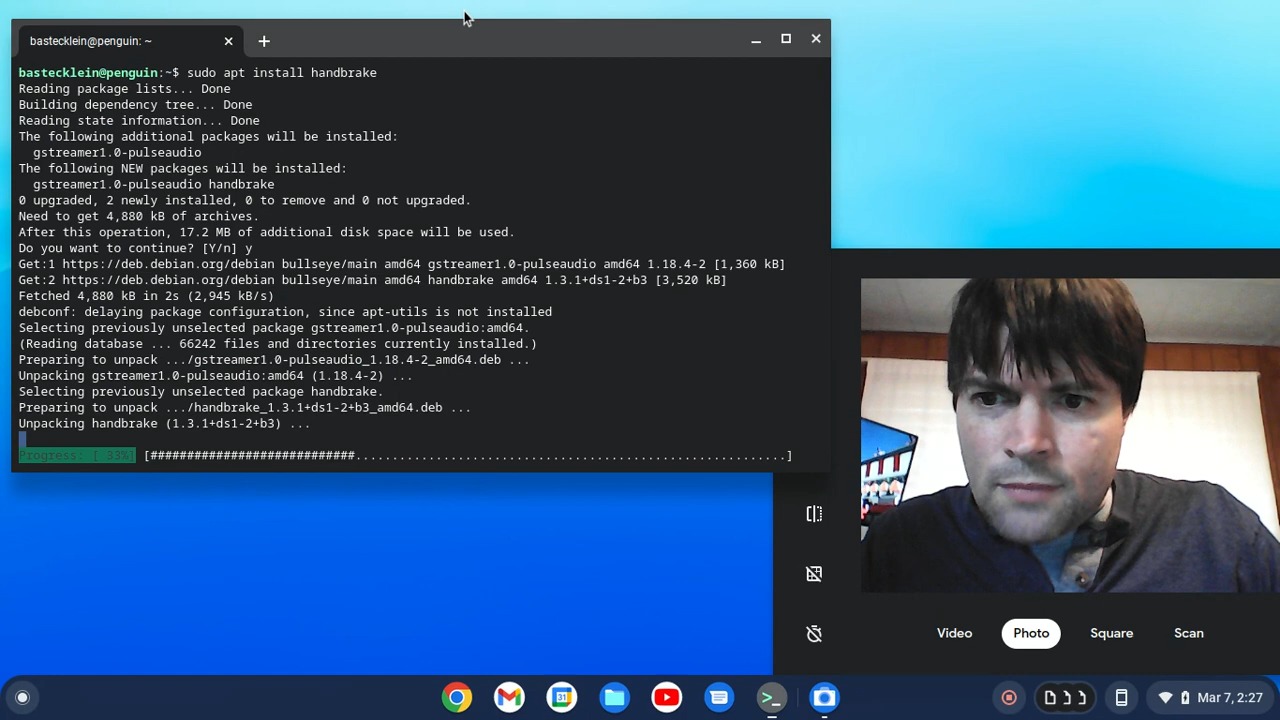 bastecklein@penguin: ~
bastecklein@penguin:~$ sudo apt install handbrake
Reading package lists... Done
Building dependency tree... Done
Reading state information... Done
The following additional packages will be installed:
gstreamer1.0-pulseaudio
The following NEW packages will be installed:
gstreamer1.0-pulseaudio handbrake
0 upgraded, 2 newly installed, 0 to remove and 0 not upgraded.
Need to get 4,880 kB of archives.
After this operation, 17.2 MB of additional disk space will be used.
Do you want to continue? [Y/n] y
Get:1 https://deb.debian.org/debian bullseye/main amd64 gstreamer1.0-pulseaudio amd64 1.18.4-2 [1,360 kB]
Get:2 https://deb.debian.org/debian bullseye/main amd64 handbrake amd64 1.3.1+ds1-2+b3 [3,520 kB]
Fetched 4,880 kB in 2s (2,945 kB/s)
debconf: delaying package configuration, since apt-utils is not installed
Selecting previously unselected package gstreamer1.0-pulseaudio:amd64.
(Reading database ... 66242 files and directories currently installed.)
Preparing to unpack .../gstreamer1.0-pulseaudio_1.18.4-2_amd64.deb ...
Unpacking gstreamer1.0-pulseaudio:amd64 (1.18.4-2) ...
Selecting previously unselected package handbrake.
Preparing to unpack .../handbrake_1.3.1+ds1-2+b3_amd64.deb ...
Unpacking handbrake (1.3.1+ds1-2+b3) ...
Progress: [ 33%] [############################...........................................................]
Video Photo Square Scan
31
Mar 7, 2:27